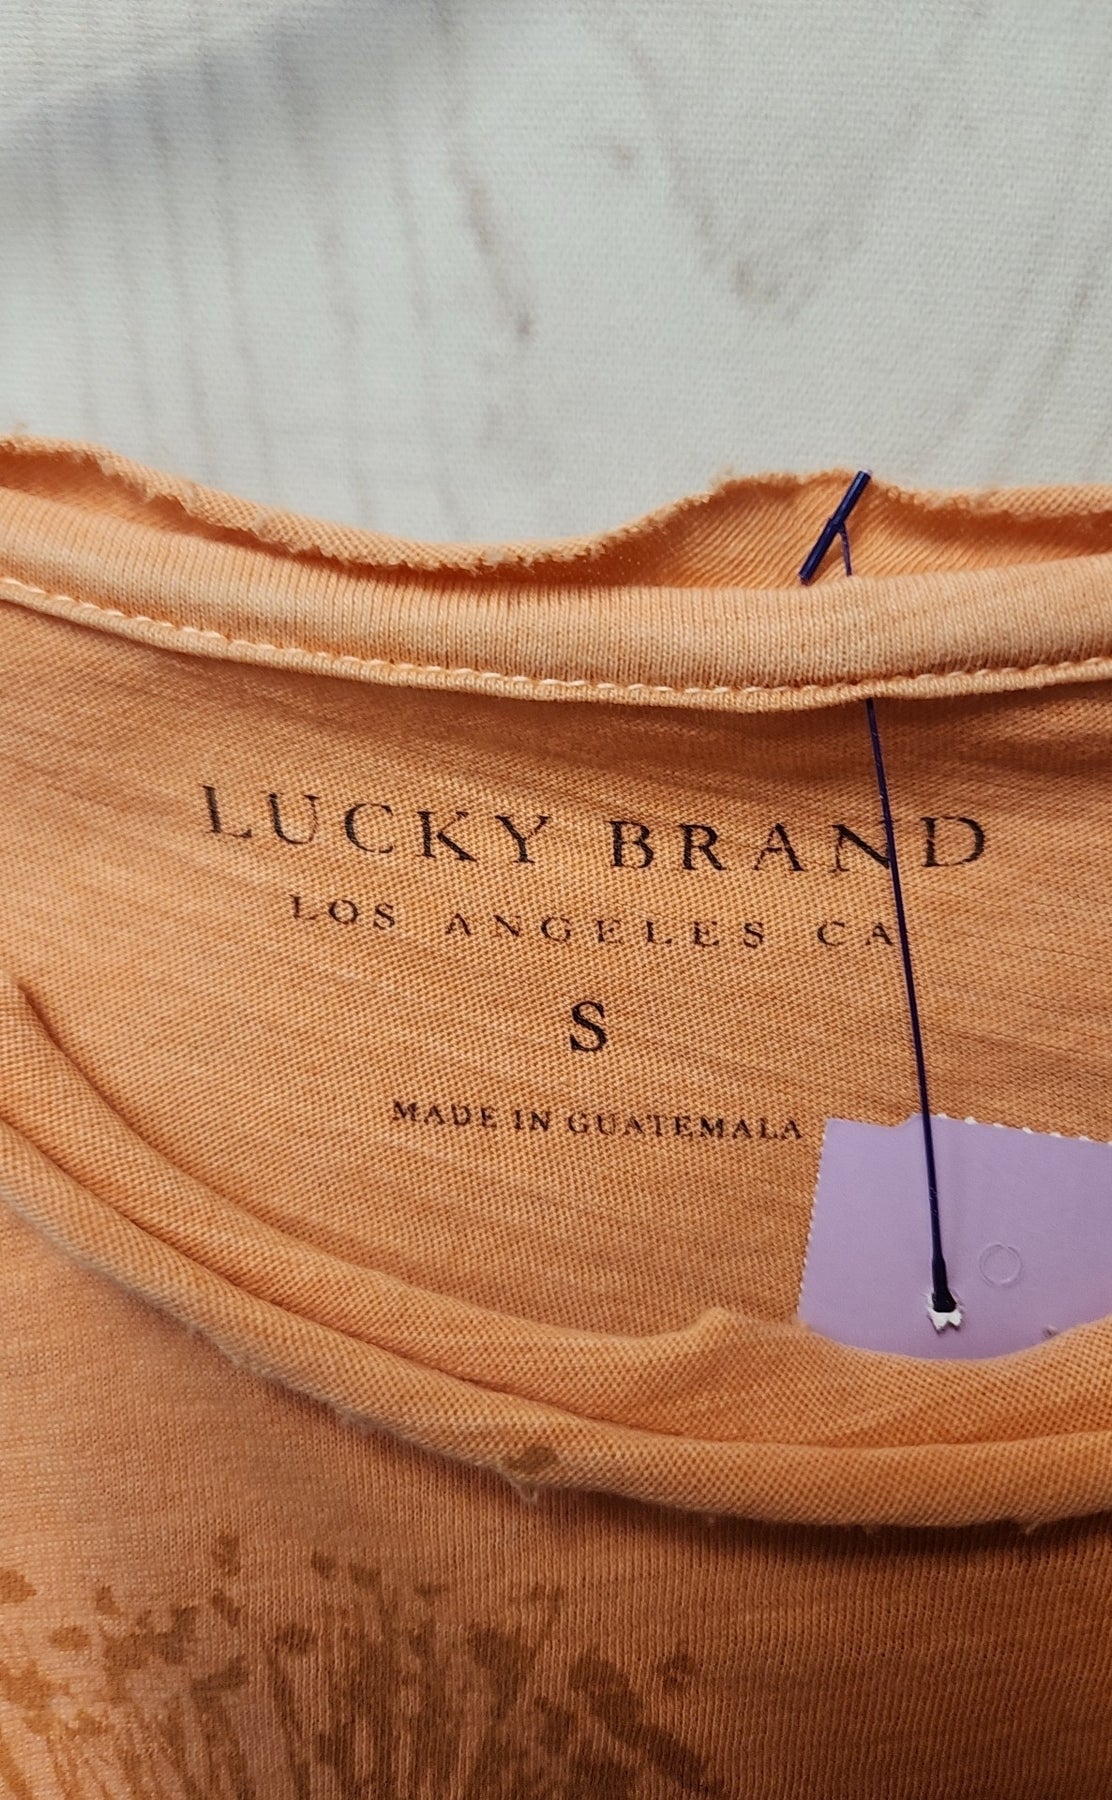 LUCKY BRAND
LOS ANGELES CA
S
MADE IN GUATEMALA